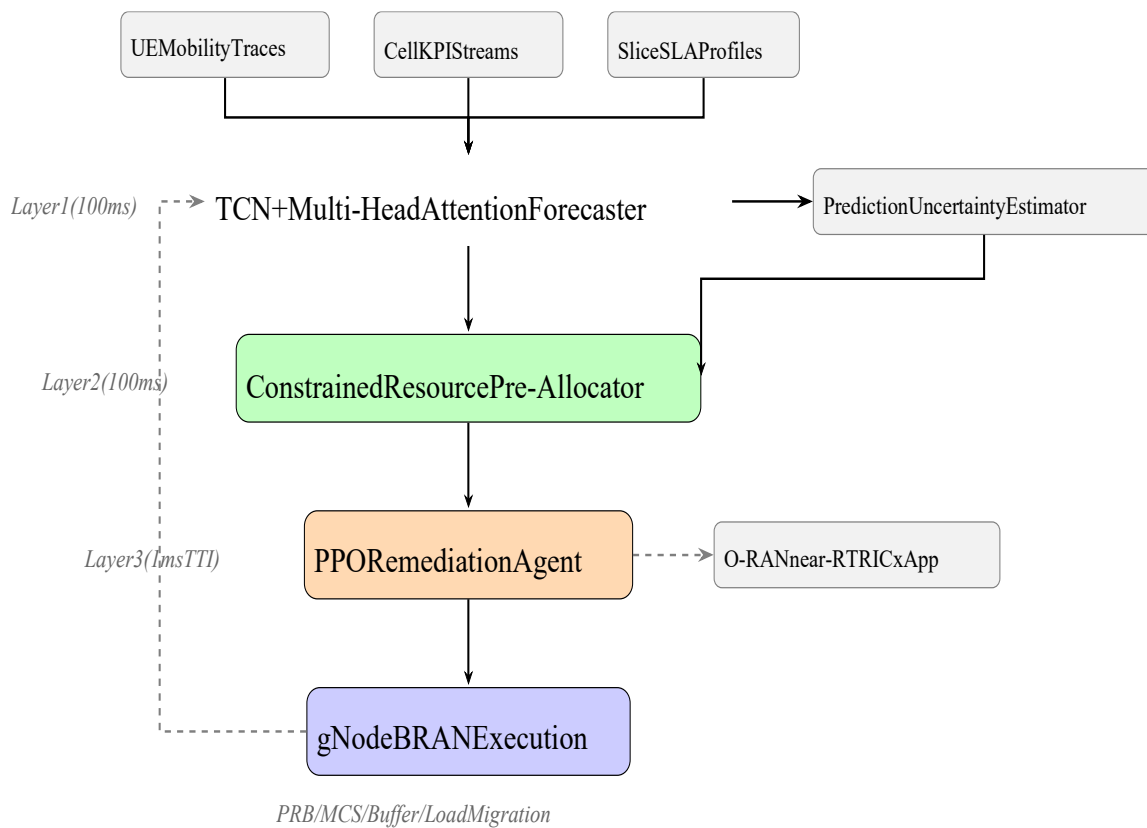 UEMobilityTraces
CellKPIStreams
SliceSLAProfiles
Layer1(100ms)
TCN+Multi-HeadAttentionForecaster
PredictionUncertaintyEstimator
Layer2(100ms)
ConstrainedResourcePre-Allocator
Layer3(1msTTI)
PPORemediationAgent
O-RANnear-RTRICxApp
gNodeBRANExecution
PRB/MCS/Buffer/LoadMigration